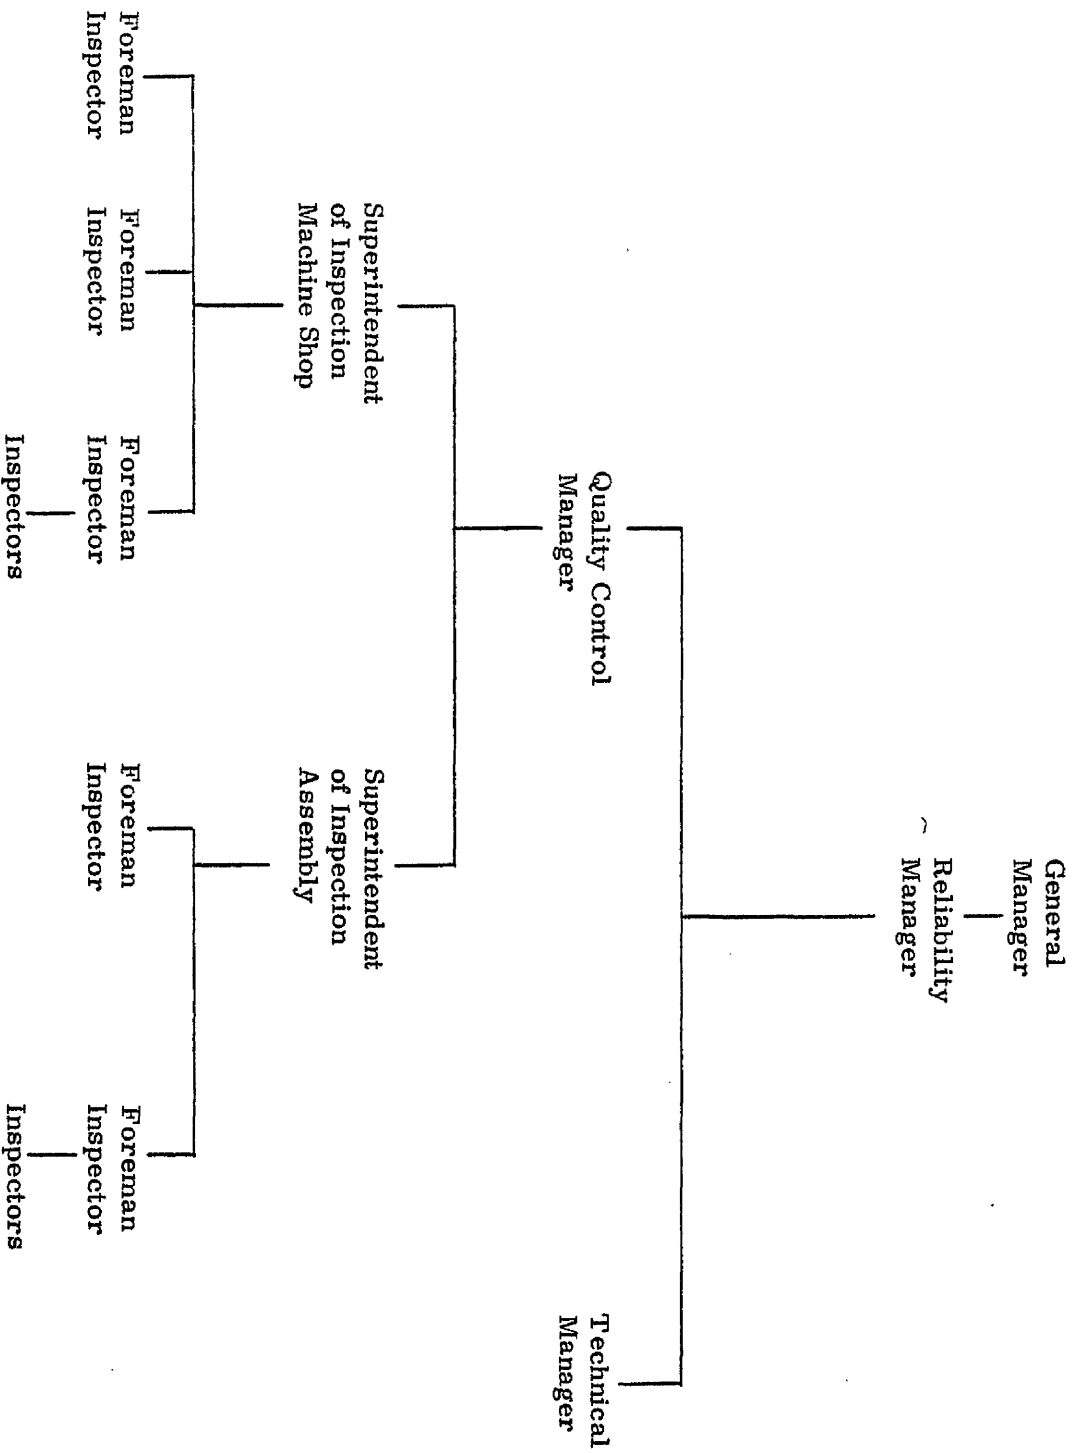 General
Manager
Reliability
Manager
Quality Control
Manager
Technical
Manager
Superintendent
of Inspection
Machine Shop
Superintendent
of Inspection
Assembly
Foreman
Inspector
Foreman
Inspector
Foreman
Inspector
Foreman
Inspector
Foreman
Inspector
Inspectors
Inspectors